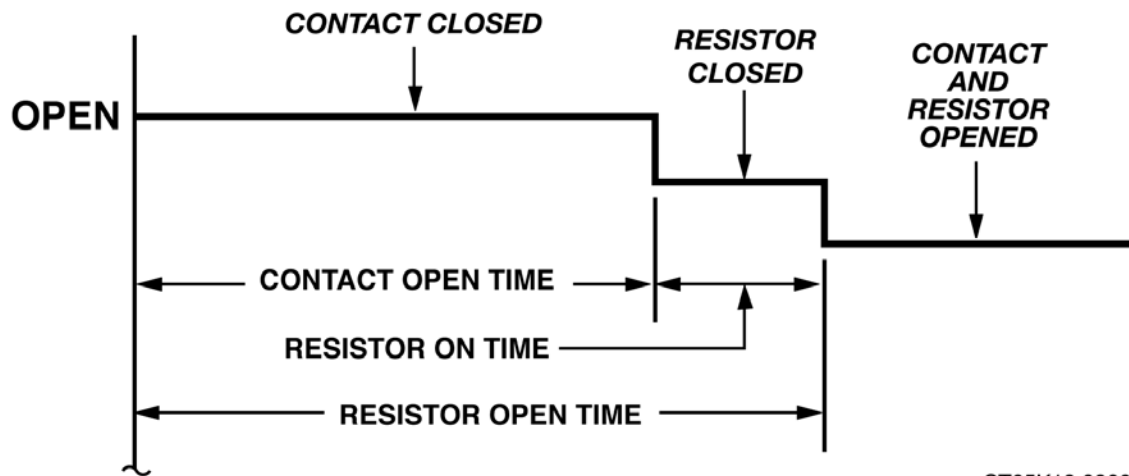 CONTACT CLOSED
RESISTOR
CLOSED
CONTACT
AND
RESISTOR
OPENED
OPEN
CONTACT OPEN TIME
RESISTOR ON TIME
RESISTOR OPEN TIME